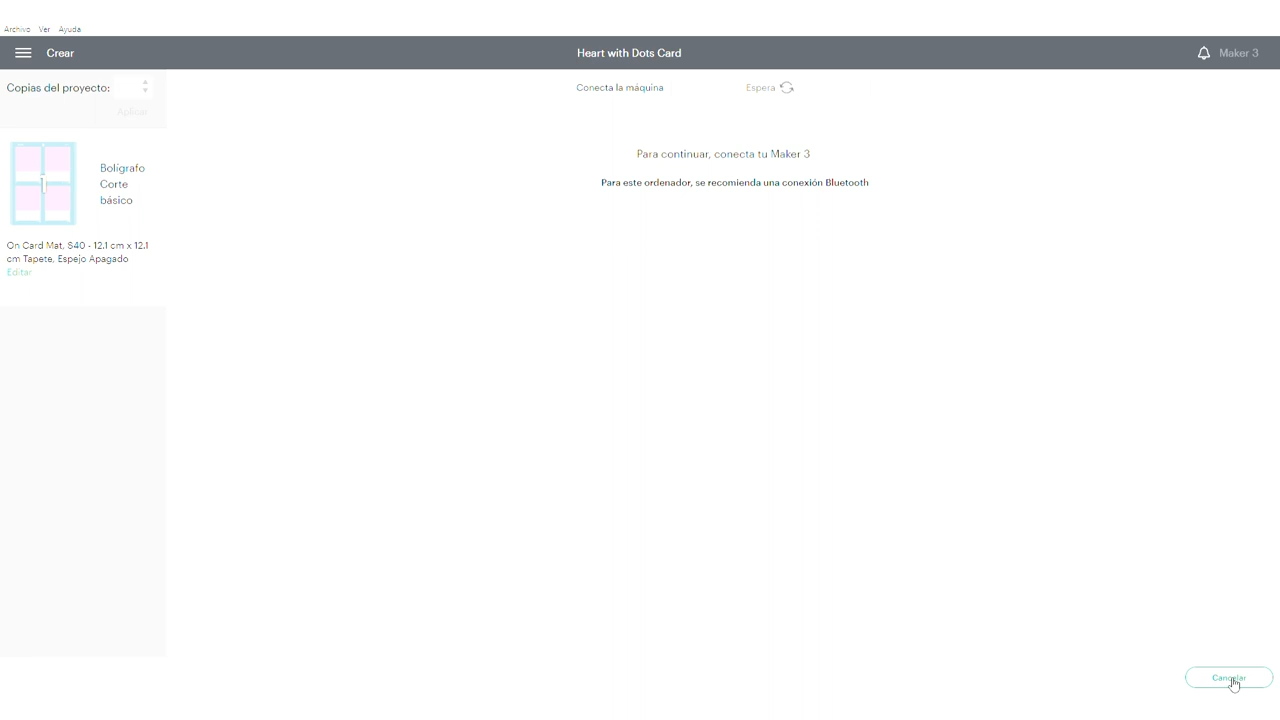 Archivo Ver Ayuda
Crear
Heart with Dots Card
Maker 3
Copias del proyecto:
Aplicar
Conecta la máquina
Espera
Para continuar, conecta tu Maker 3
Para este ordenador, se recomienda una conexión Bluetooth
Bolígrafo
Corte
básico
On Card Mat, S40 - 12.1 cm x 12.1
cm Tapete, Espejo Apagado
Editar
Cancelar